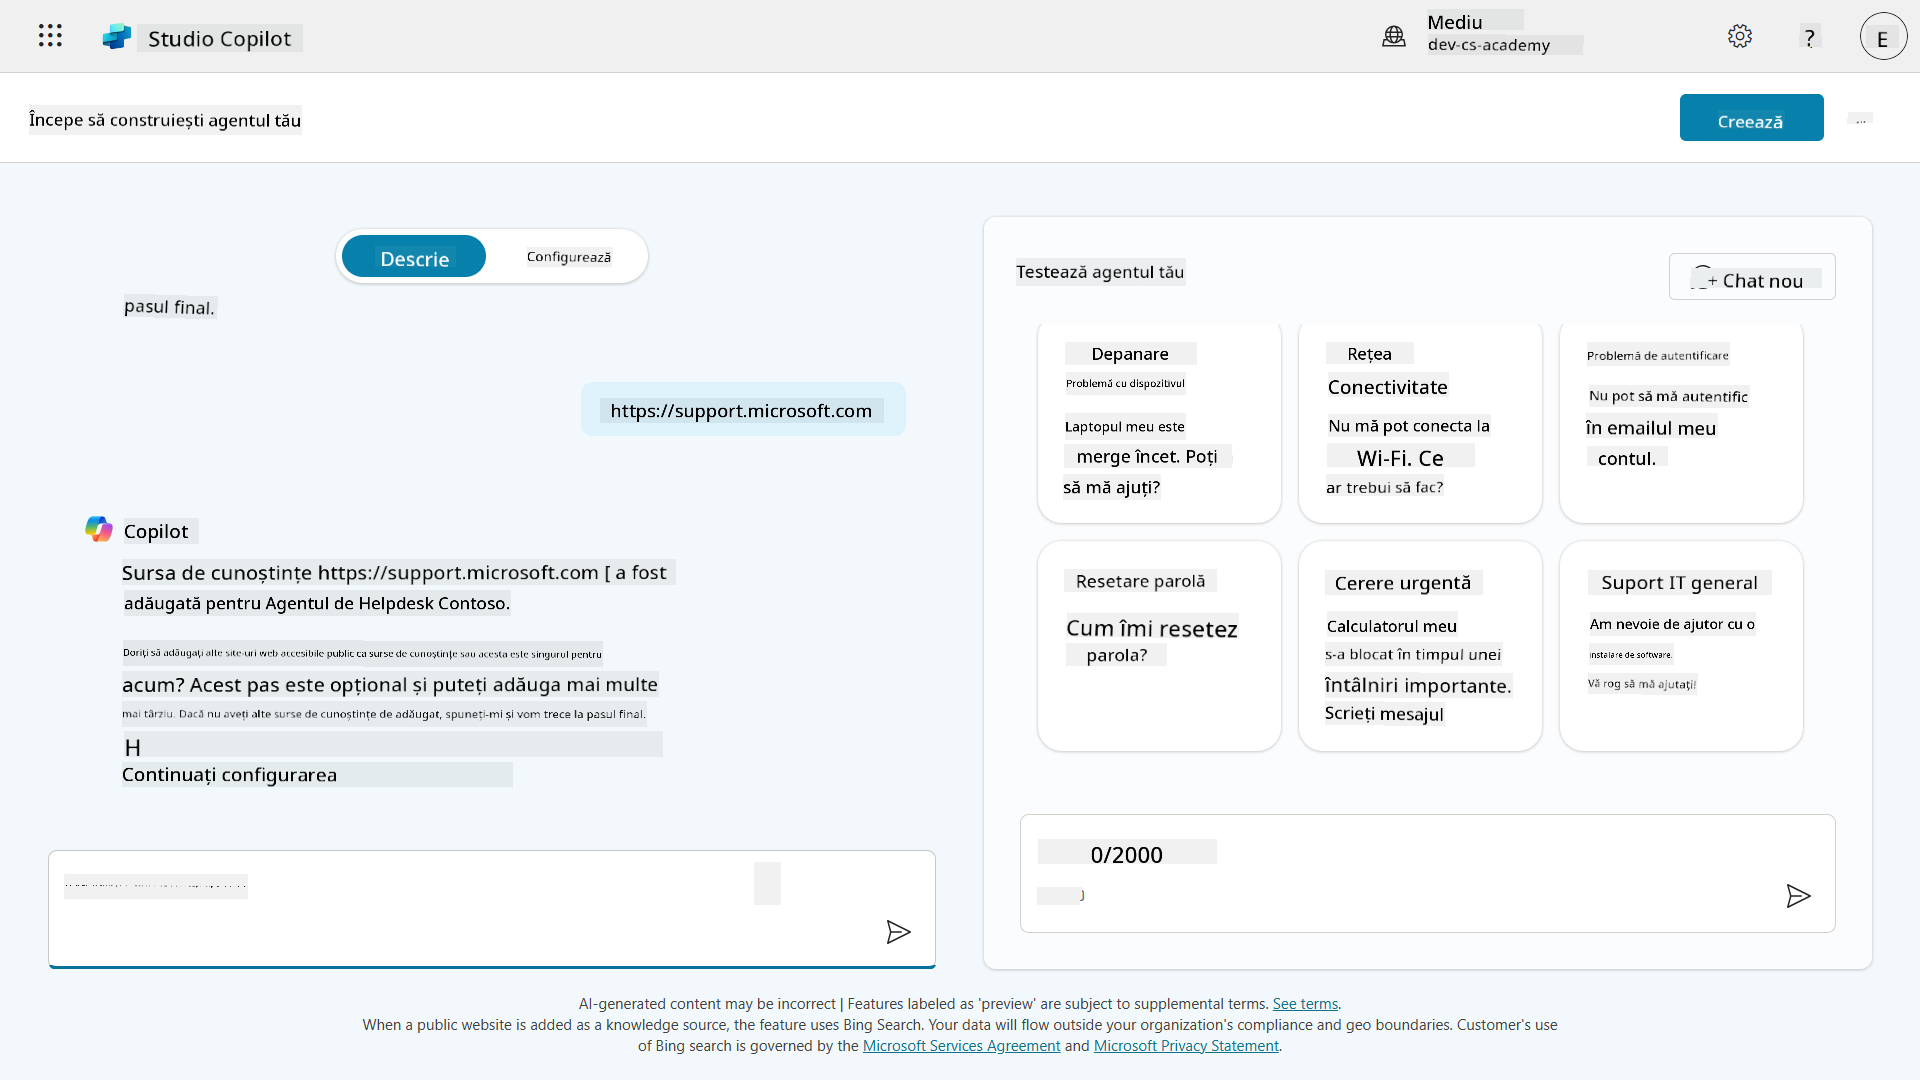 Studio Copilot
Mediu
dev-cs-academy
?
E
Începe să construiești agentul tău
Creează
...
Descrie
Configurează
pasul final.
https://support.microsoft.com
Copilot
Sursa de cunoștințe https://support.microsoft.com [ a fost
adăugată pentru Agentul de Helpdesk Contoso.
Doriți să adăugați alte site-uri web accesibile public ca surse de cunoștințe sau acesta este singurul pentru
acum? Acest pas este opțional și puteți adăuga mai multe
mai târziu. Dacă nu aveți alte surse de cunoștințe de adăugat, spuneți-mi și vom trece la pasul final.
H
Continuați configurarea
Testează agentul tău
+ Chat nou
Depanare
Problemă cu dispozitivul
Laptopul meu este
merge încet. Poți
să mă ajuți?
Rețea
Conectivitate
Nu mă pot conecta la
Wi-Fi. Ce
ar trebui să fac?
Problemă de autentificare
Nu pot să mă autentific
în emailul meu
contul.
Resetare parolă
Cum îmi resetez
parola?
Cerere urgentă
Calculatorul meu
s-a blocat în timpul unei
întâlniri importante.
Scrieți mesajul
Suport IT general
Am nevoie de ajutor cu o
instalare de software.
Vă rog să mă ajutați!
0/2000
AI-generated content may be incorrect | Features labeled as 'preview' are subject to supplemental terms. See terms.
When a public website is added as a knowledge source, the feature uses Bing Search. Your data will flow outside your organization's compliance and geo boundaries. Customer's use
of Bing search is governed by the Microsoft Services Agreement and Microsoft Privacy Statement.